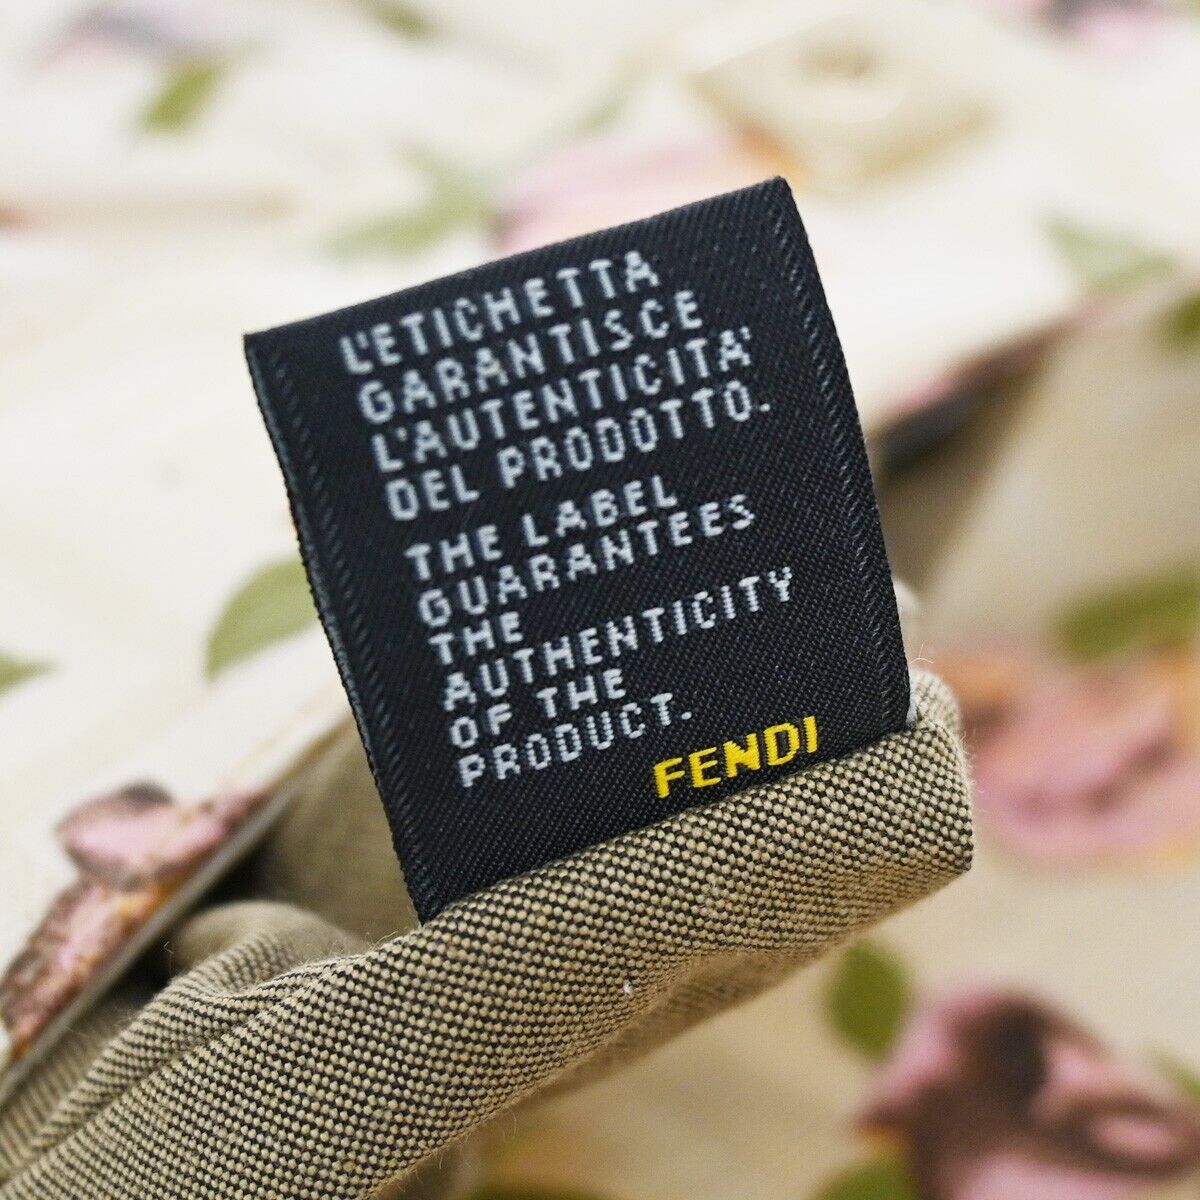 L'ETICHETTA
GARANTISCE
L'AUTENTICITA'
DEL PRODOTTO.
THE LABEL
GUARANTEES
THE
AUTHENTICITY
OF THE
PRODUCT.
FENDI